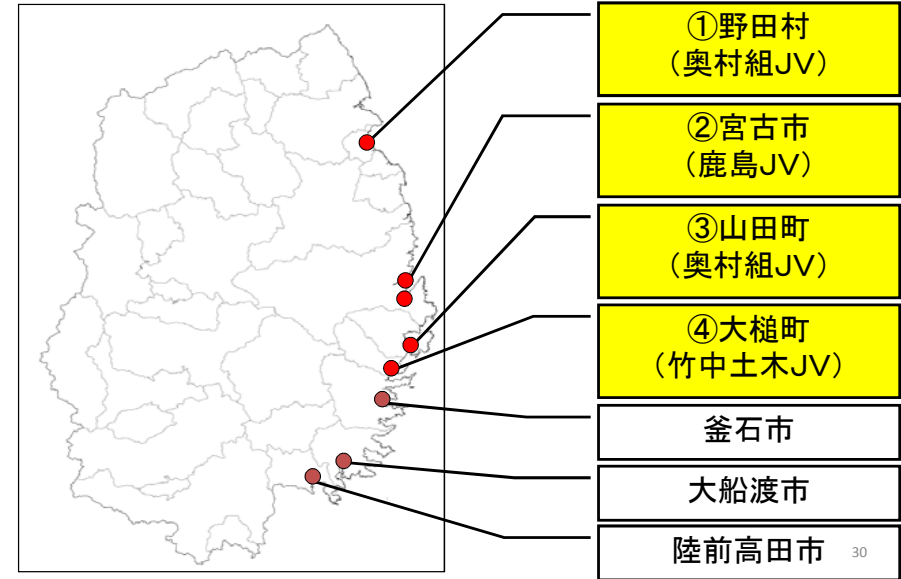 ①野田村
（奥村組JV）
②宮古市
（鹿島JV）
③山田町
（奥村組JV）
④大槌町
（竹中土木JV）
釜石市
大船渡市
陸前高田市
30